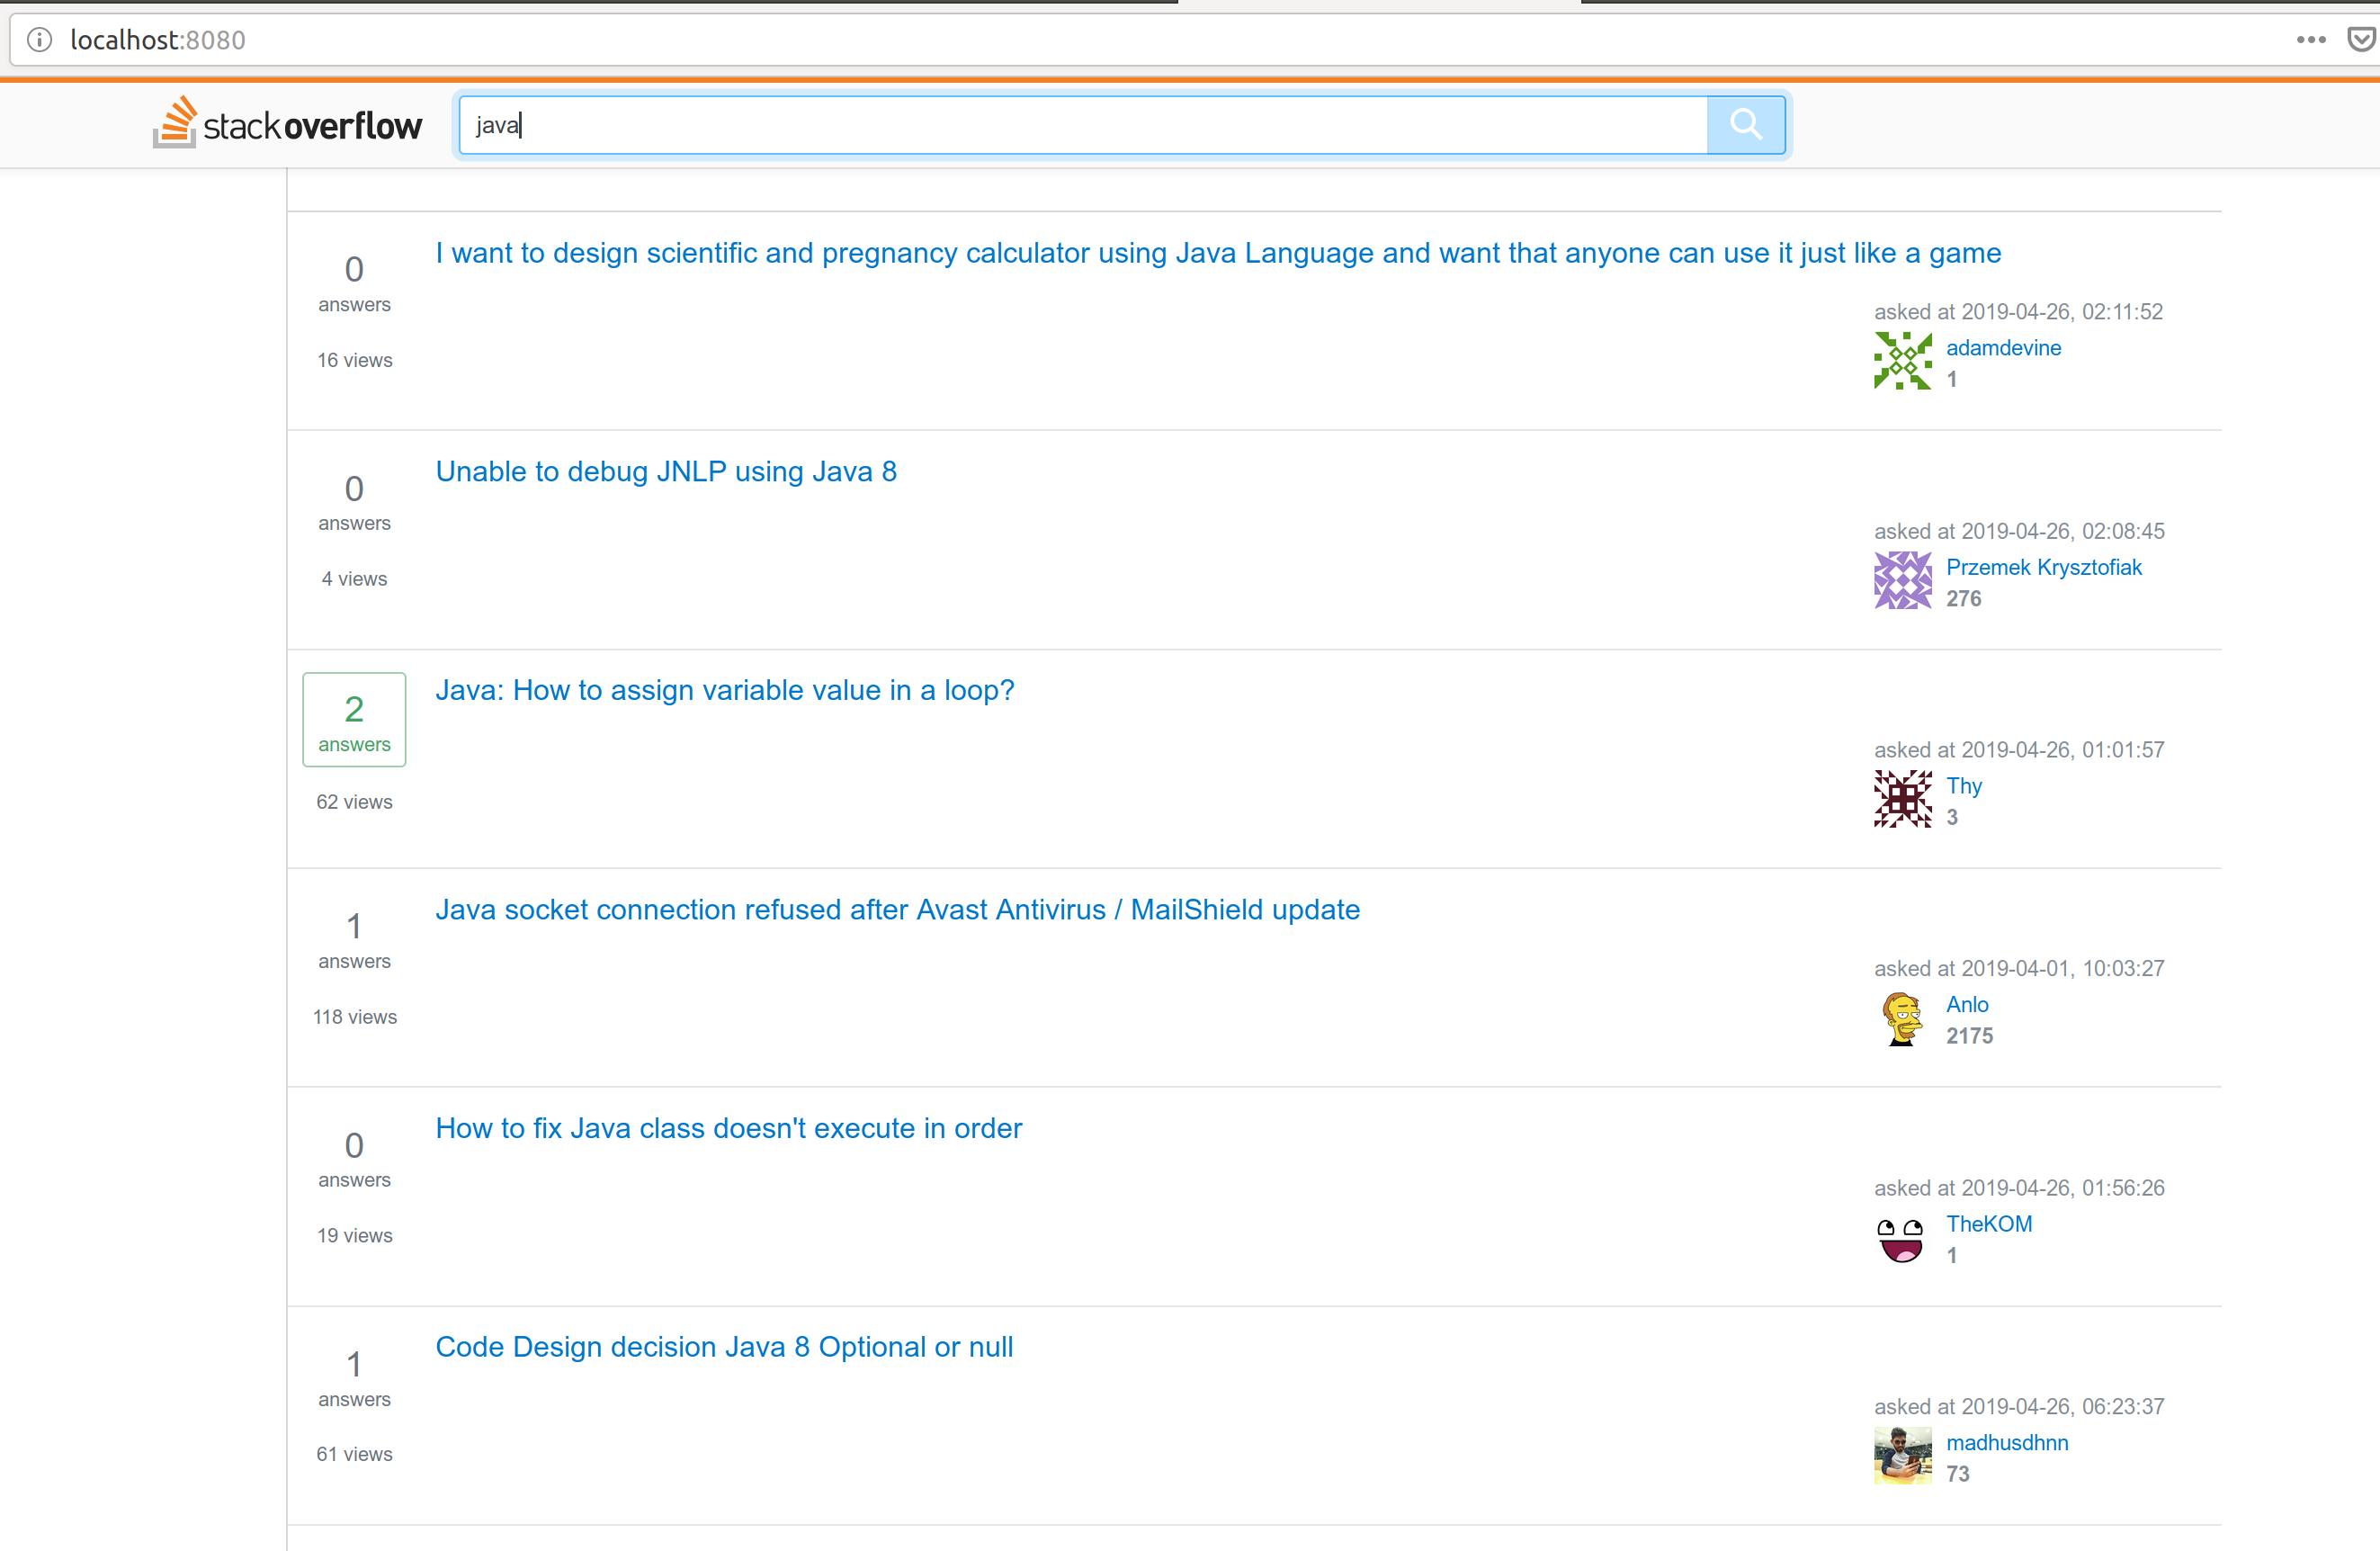 localhost:8080
stackoverflow
java
I want to design scientific and pregnancy calculator using Java Language and want that anyone can use it just like a game
0
answers
16 views
asked at 2019-04-26, 02:11:52
adamdevine
1
Unable to debug JNLP using Java 8
0
answers
4 views
asked at 2019-04-26, 02:08:45
Przemek Krysztofiak
276
Java: How to assign variable value in a loop?
2
answers
62 views
asked at 2019-04-26, 01:01:57
Thy
3
Java socket connection refused after Avast Antivirus / MailShield update
1
answers
118 views
asked at 2019-04-01, 10:03:27
Anlo
2175
How to fix Java class doesn't execute in order
0
answers
19 views
asked at 2019-04-26, 01:56:26
TheKOM
1
Code Design decision Java 8 Optional or null
1
answers
61 views
asked at 2019-04-26, 06:23:37
madhusdhnn
73